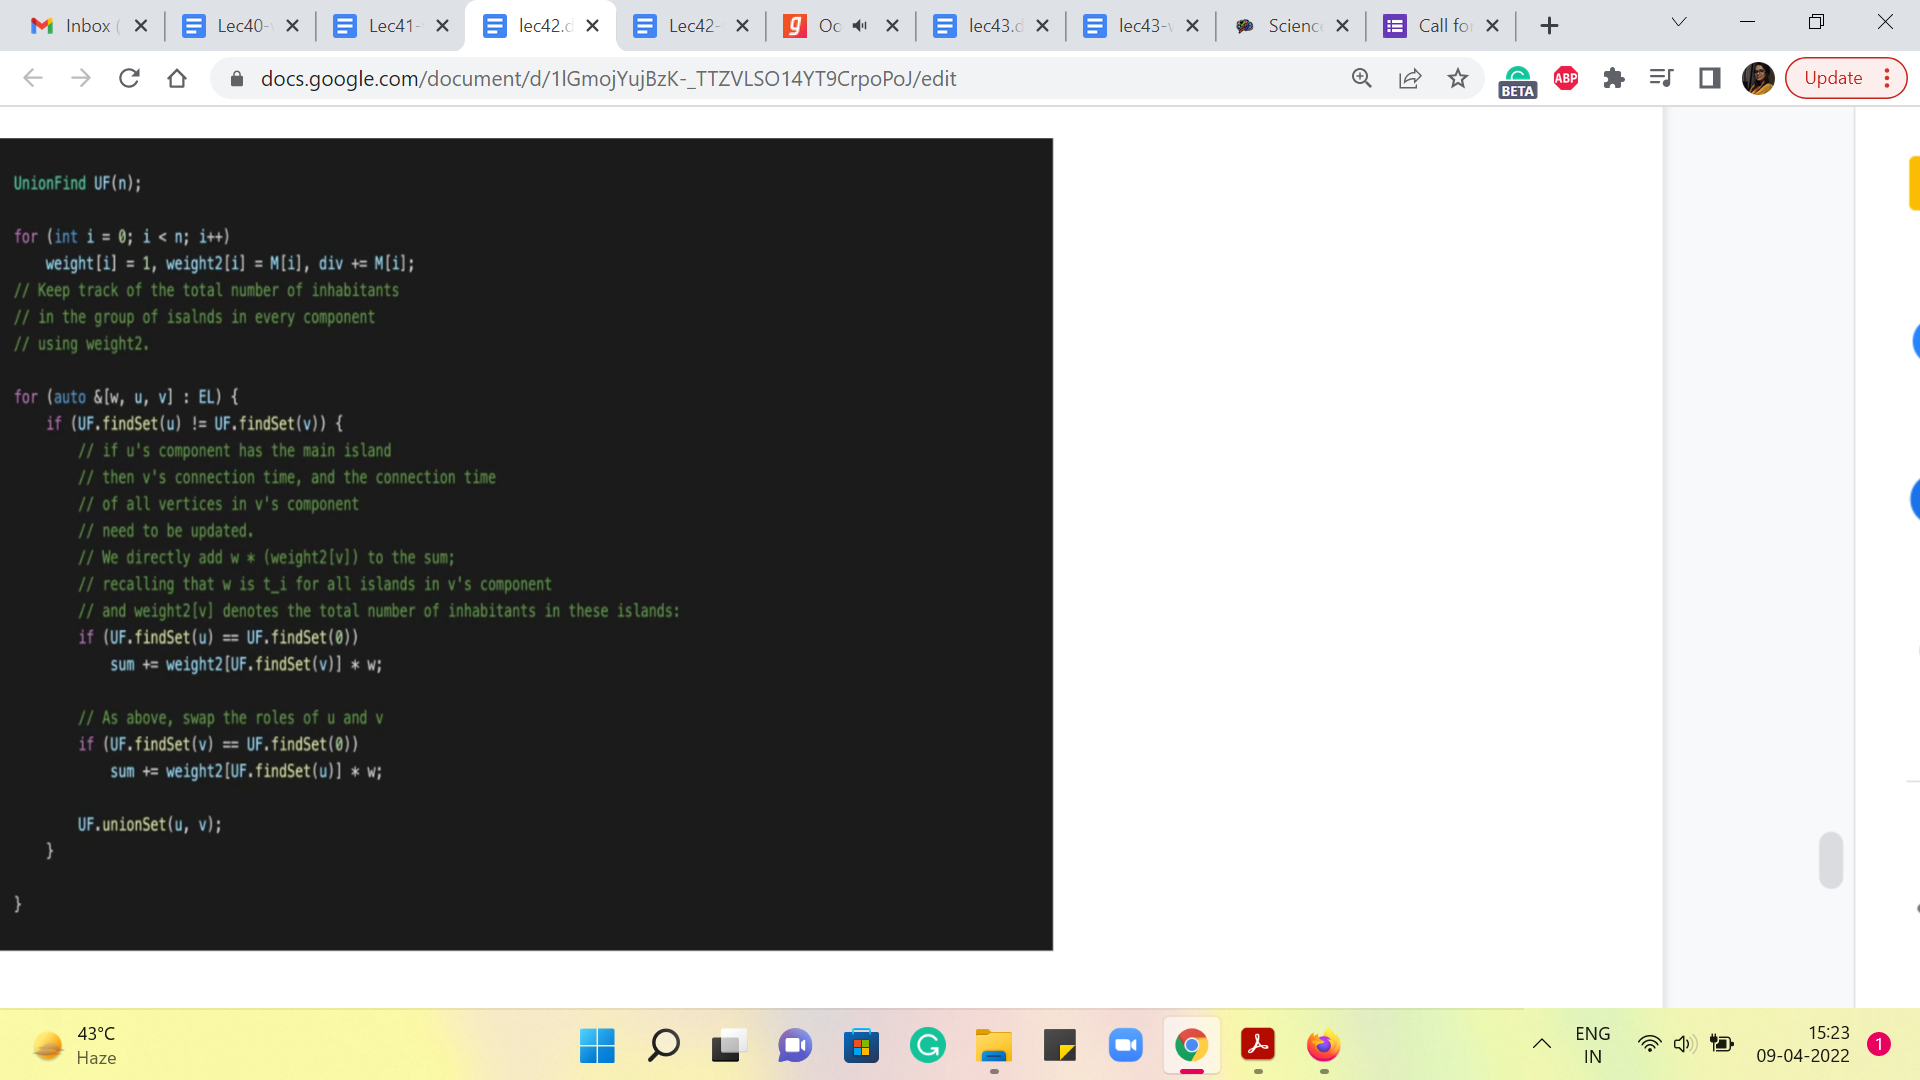 Inbox (
Lec40-
Lec41-
lec42.d
Lec42-
g
Oc
lec43.d
lec43-v
Science
Call for
docs.google.com/document/d/1lGmojYujBzK-_TTZVLSO14YT9CrpoPoJ/edit
BETA
ABP
Update
UnionFind UF(n);
for (int i = 0; i < n; i++)
weight[i] = 1, weight2[i] = M[i], div += M[i];
// Keep track of the total number of inhabitants
// in the group of isalnds in every component
// using weight2.
for (auto &[w, u, v] : EL) {
if (UF.findSet(u) != UF.findSet(v)) {
// if u's component has the main island
// then v's connection time, and the connection time
// of all vertices in v's component
// need to be updated.
// We directly add w * (weight2[v]) to the sum;
// recalling that w is t_i for all islands in v's component
// and weight2[v] denotes the total number of inhabitants in these islands:
if (UF.findSet(u) == UF.findSet(0))
sum += weight2[UF.findSet(v)] * w;
// As above, swap the roles of u and v
if (UF.findSet(v) == UF.findSet(0))
sum += weight2[UF.findSet(u)] * w;
UF.unionSet(u, v);
}
}
43°C
Haze
ENG
IN
15:23
09-04-2022
1